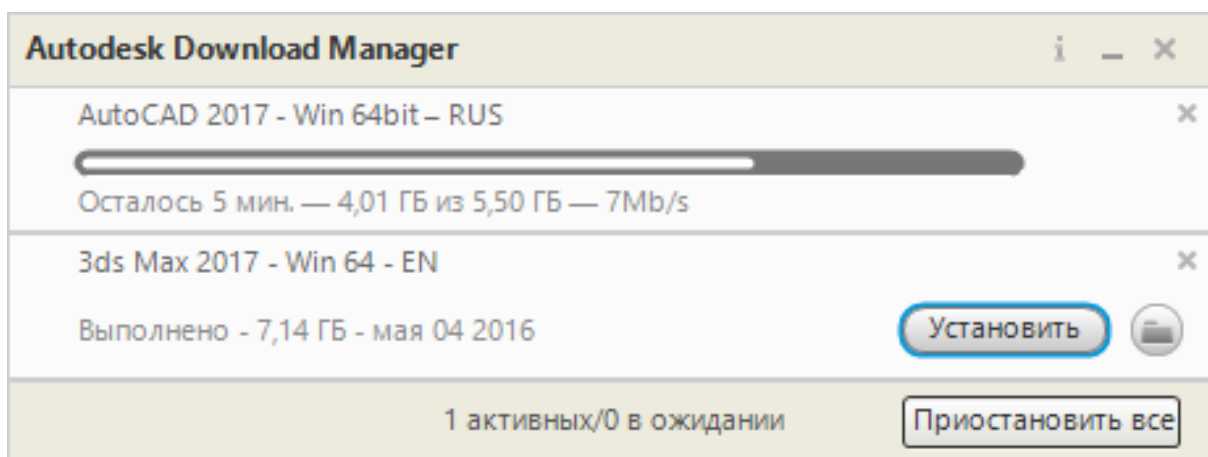 Autodesk Download Manager
AutoCAD 2017 - Win 64bit – RUS
Осталось 5 мин. — 4,01 ГБ из 5,50 ГБ — 7Mb/s
3ds Max 2017 - Win 64 - EN
Выполнено - 7,14 ГБ - мая 04 2016
Установить
1 активных/0 в ожидании
Приостановить все